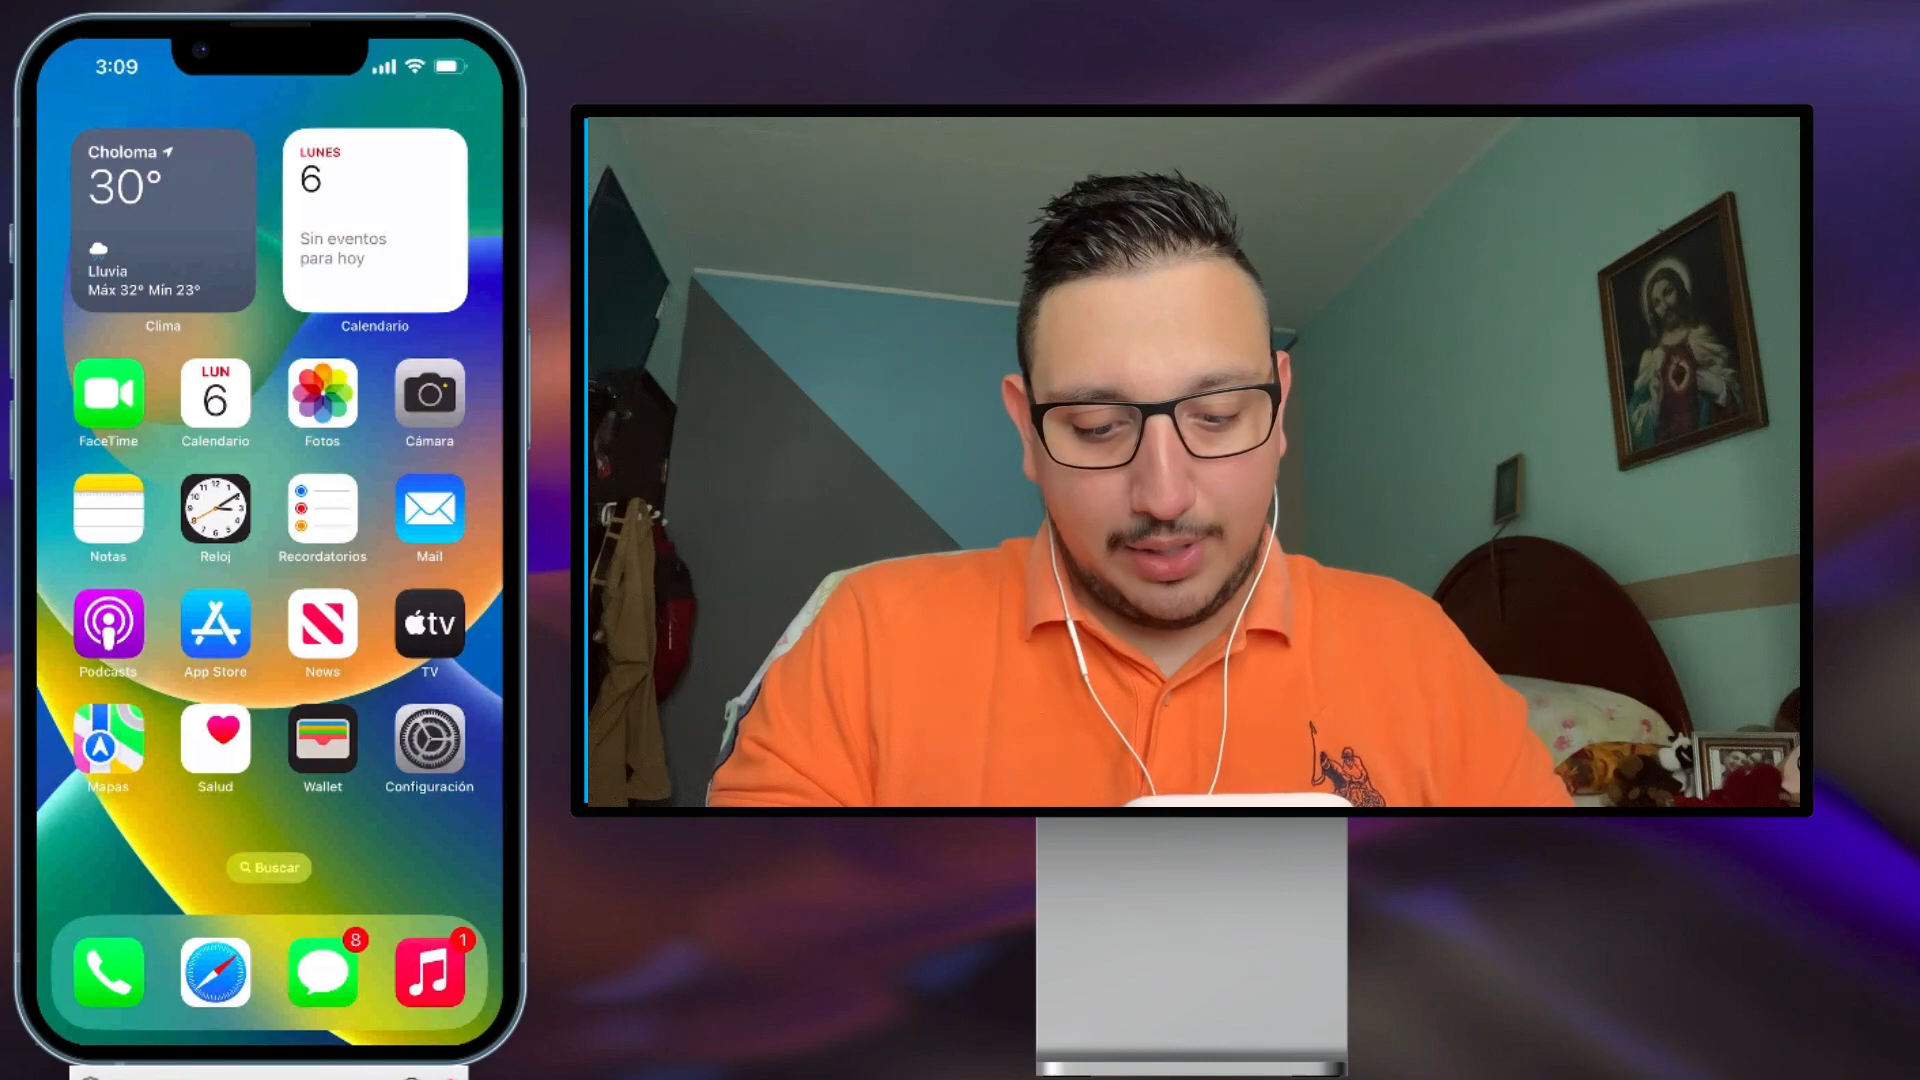 3:09
Choloma
30°
Lluvia
Máx 32° Mín 23°
Clima
LUNES
6
Sin eventos
para hoy
Calendario
FaceTime
LUN
6
Calendario
Fotos
Cámara
Notas
Reloj
Recordatorios
Mail
Podcasts
App Store
News
tv
TV
Mapas
Salud
Wallet
Configuración
Buscar
8
1